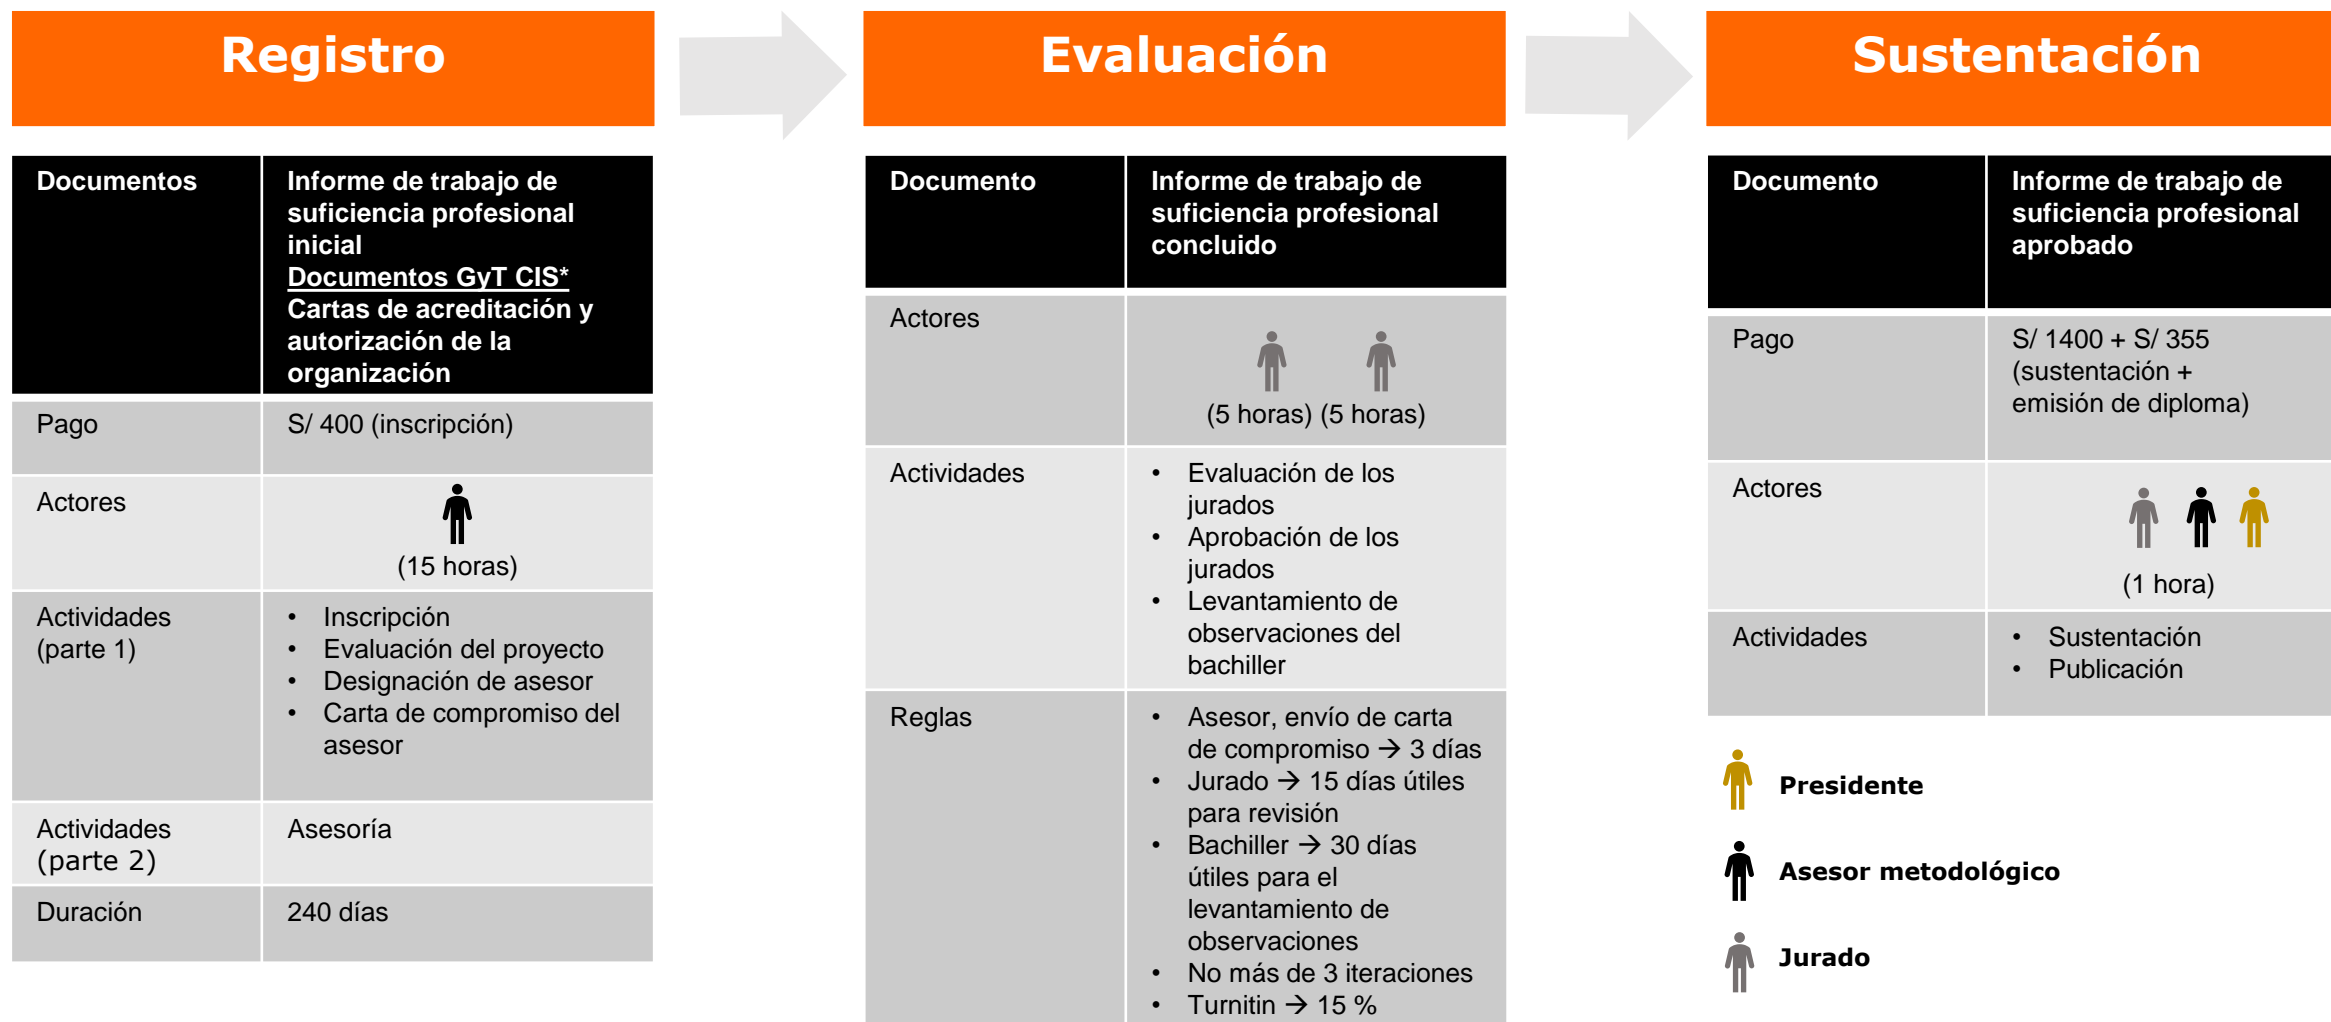 Registro
Documentos
Informe de trabajo de
suficiencia profesional
inicial
Documentos GyT CIS*
Cartas de acreditación y
autorización de la
organización
Pago
S/ 400 (inscripción)
Actores
(15 horas)
Actividades
(parte 1)
• Inscripción
• Evaluación del proyecto
• Designación de asesor
• Carta de compromiso del
asesor
Actividades
(parte 2)
Asesoría
Duración
240 días
Evaluación
Documento
Informe de trabajo de
suficiencia profesional
concluido
Actores
(5 horas) (5 horas)
Actividades
• Evaluación de los
jurados
• Aprobación de los
jurados
• Levantamiento de
observaciones del
bachiller
Reglas
• Asesor, envío de carta
de compromiso → 3 días
• Jurado → 15 días útiles
para revisión
• Bachiller → 30 días
útiles para el
levantamiento de
observaciones
• No más de 3 iteraciones
• Turnitin → 15 %
Sustentación
Documento
Informe de trabajo de
suficiencia profesional
aprobado
Pago
S/ 1400 + S/ 355
(sustentación +
emisión de diploma)
Actores
(1 hora)
Actividades
• Sustentación
• Publicación
Presidente
Asesor metodológico
Jurado